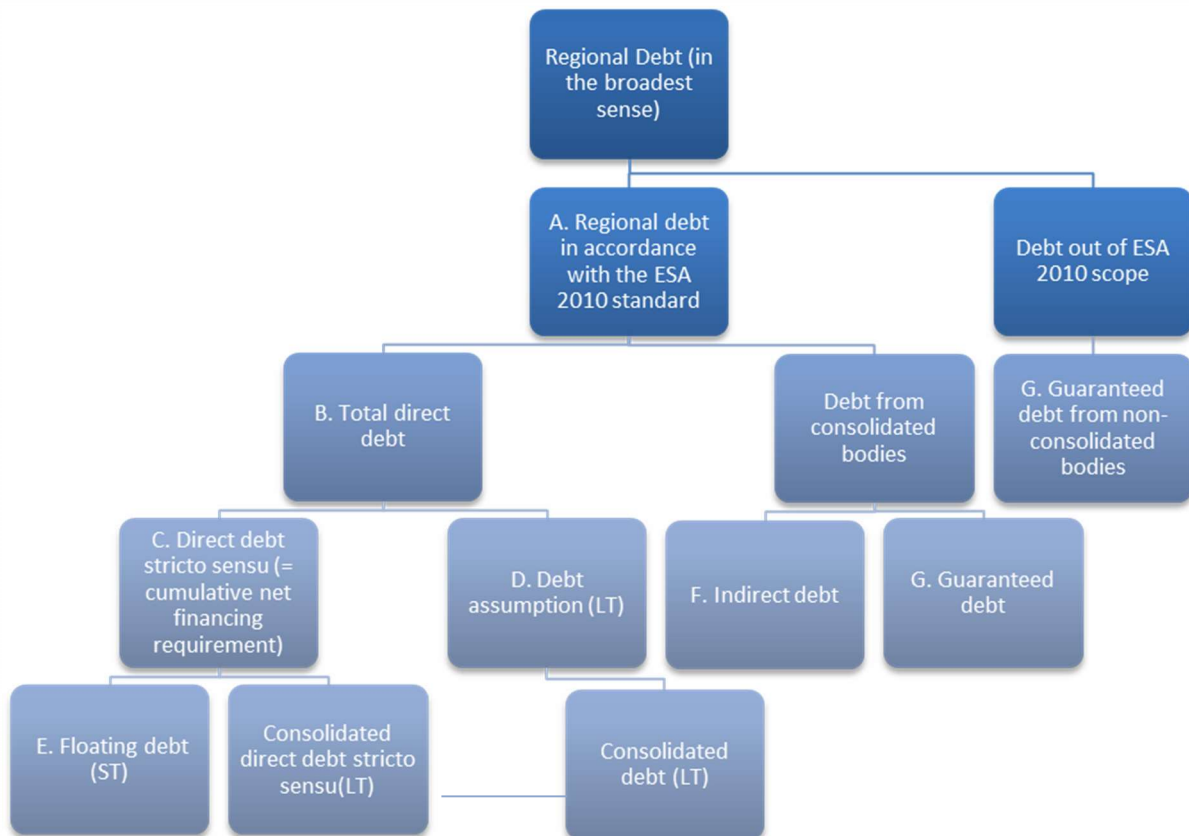 Regional Debt (in
the broadest
sense)
A. Regional debt
in accordance
with the ESA
2010 standard
Debt out of ESA
2010 scope
B. Total direct
debt
Debt from
consolidated
bodies
G. Guaranteed
debt from non-
consolidated
bodies
C. Direct debt
stricto sensu (=
cumulative net
financing
requirement)
D. Debt
assumption (LT)
F. Indirect debt
G. Guaranteed
debt
E. Floating debt
(ST)
Consolidated
direct debt stricto
sensu(LT)
Consolidated
debt (LT)